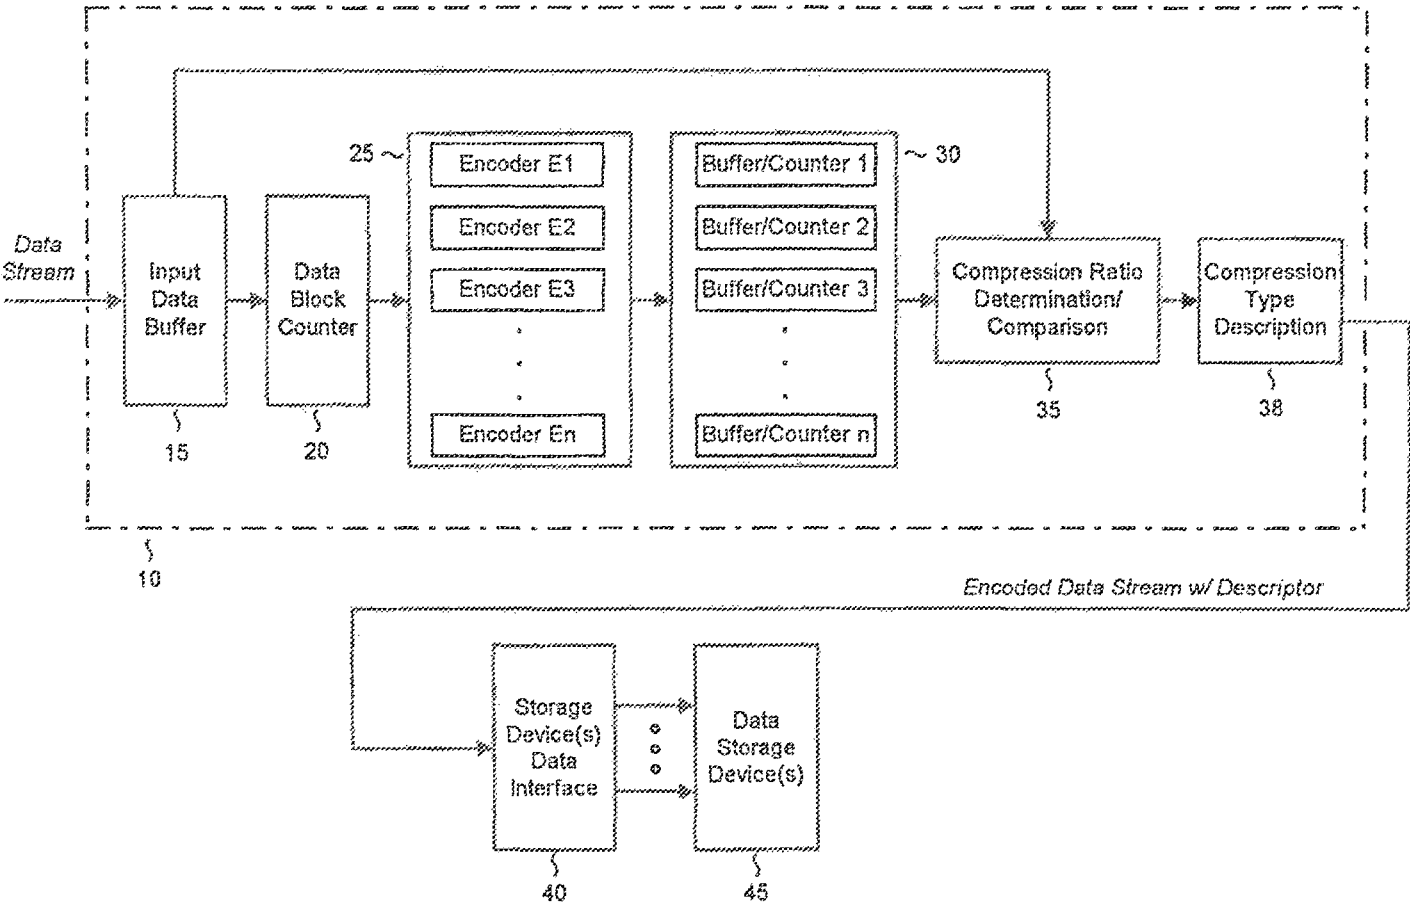 Data
Stream
Input
Data
Buffer
15
Data
Block
Counter
20
25
Encoder E1
Encoder E2
Encoder E3
Encoder En
30
Buffer/Counter 1
Buffer/Counter 2
Buffer/Counter 3
Buffer/Counter n
Compression Ratio
Determination/
Comparison
35
Compression
Type
Description
38
10
Encoded Data Stream w/ Descriptor
Storage
Device(s)
Data
Interface
40
Data
Storage
Device(s)
45